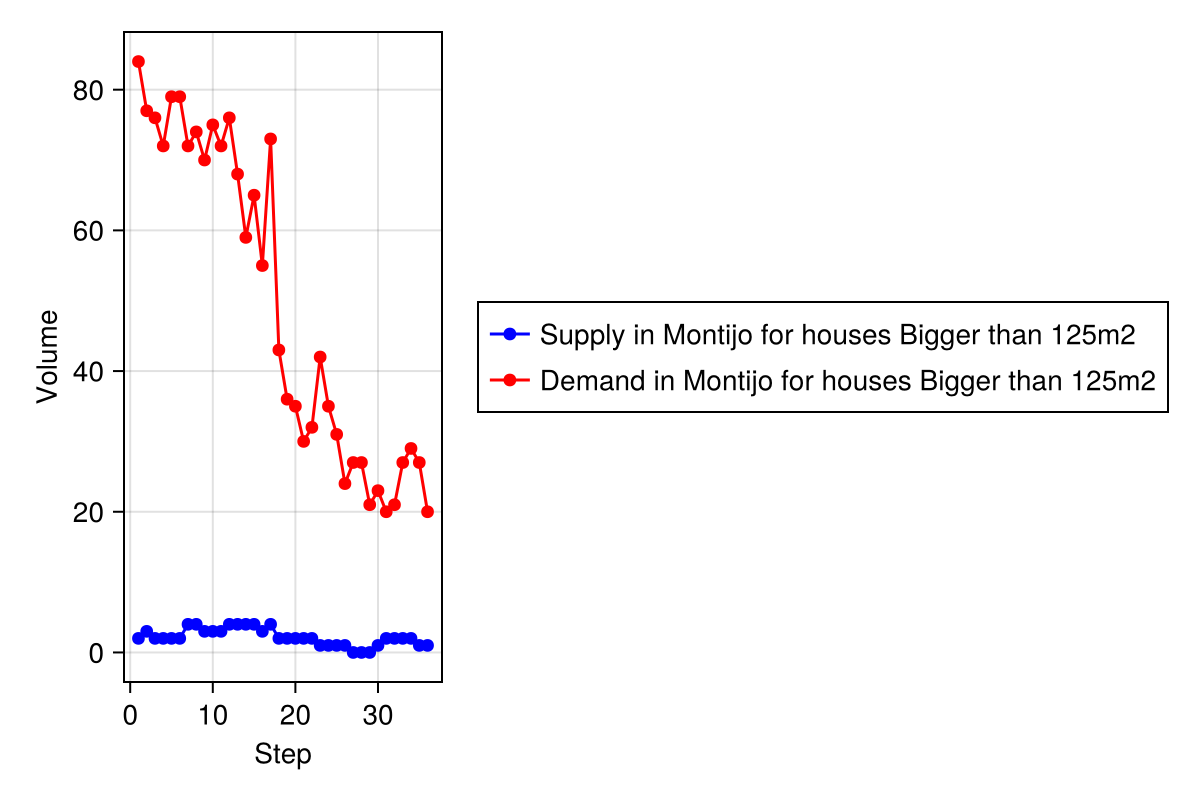 80
60
40
20
0
Volume
0 10 20 30
Step
Supply in Montijo for houses Bigger than 125m2
Demand in Montijo for houses Bigger than 125m2